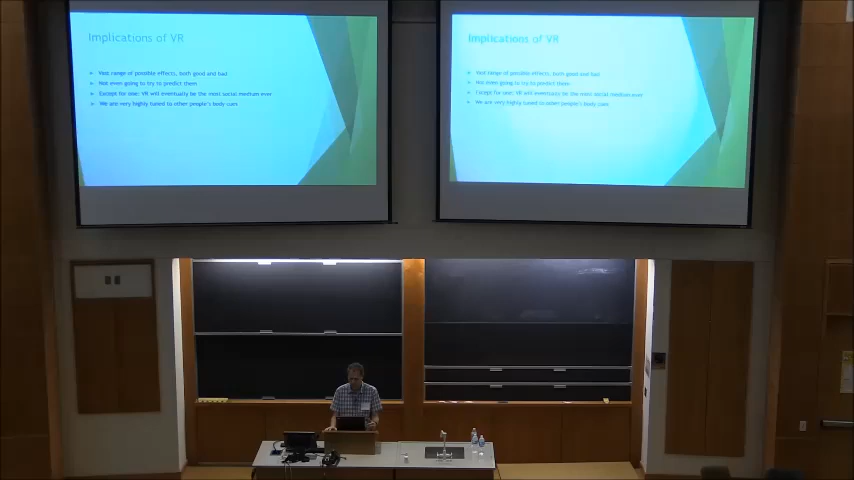 Implications of VR
Vast range of possible effects, both good and bad
Not even going to try to predict them
Except for one: VR will eventually be the most social medium ever
We are very highly tuned to other people's body cues
Implications of VR
Vast range of possible effects, both good and bad
Not even going to try to predict them
Except for one: VR will eventually be the most social medium ever
We are very highly tuned to other people's body cues